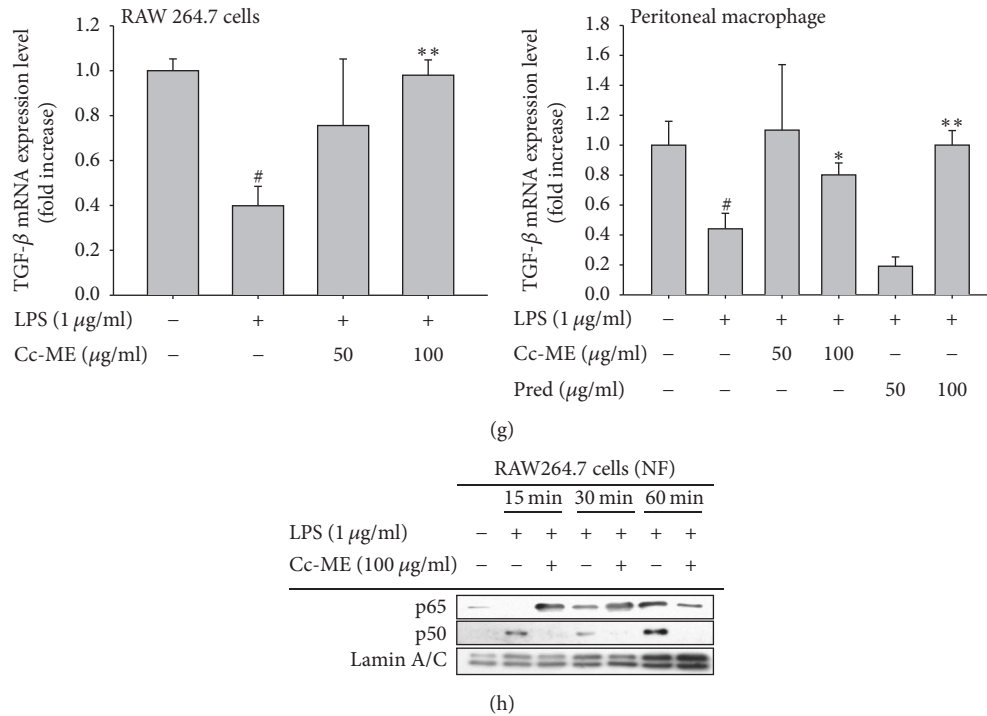 RAW 264.7 cells
TGF-β mRNA expression level
(fold increase)
1.2
1.0
0.8
0.6
0.4
0.2
0.0
#
**
LPS (1 μg/ml) − + + +
Cc-ME (μg/ml) − − 50 100
Peritoneal macrophage
TGF-β mRNA expression level
(fold increase)
1.8
1.6
1.4
1.2
1.0
0.8
0.6
0.4
0.2
0.0
#
*
**
LPS (1 μg/ml) − + + + + +
Cc-ME (μg/ml) − − 50 100 − −
Pred (μg/ml) − − − − 50 100
(g)
RAW264.7 cells (NF)
15 min 30 min 60 min
LPS (1 μg/ml) − + + + + + +
Cc-ME (100 μg/ml) − − + − + − +
p65
p50
Lamin A/C
(h)